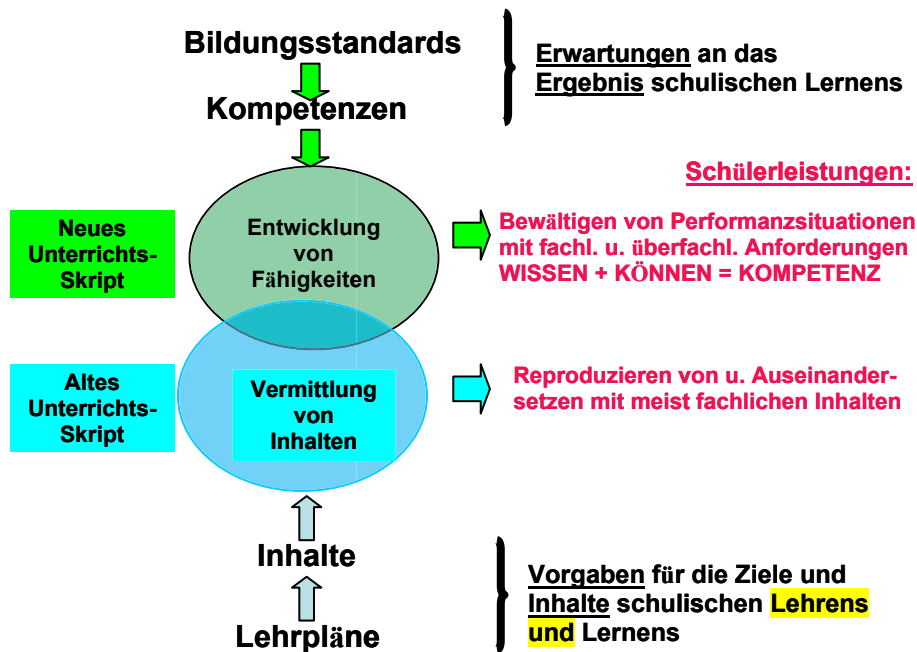 Bildungsstandards
Erwartungen an das
Ergebnis schulischen Lernens
Kompetenzen
Schülerleistungen:
Neues
Unterrichts-
Skript
Entwicklung
von
Fähigkeiten
Bewältigen von Performanzsituationen
mit fachl. u. überfachl. Anforderungen
WISSEN + KÖNNEN = KOMPETENZ
Altes
Unterrichts-
Skript
Vermittlung
von
Inhalten
Reproduzieren von u. Auseinander-
setzen mit meist fachlichen Inhalten
Inhalte
Lehrpläne
Vorgaben für die Ziele und
Inhalte schulischen Lehrens
und Lernens